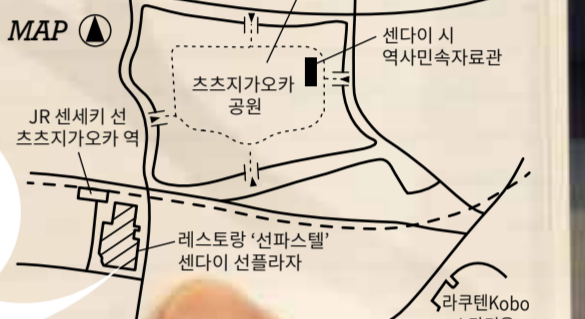 MAP
센다이 시
역사민속자료관
츠츠지가오카
공원
JR 센세키 선
츠츠지가오카 역
레스토랑 ‘선파스텔’
센다이 선플라자
라쿠텐Kobo